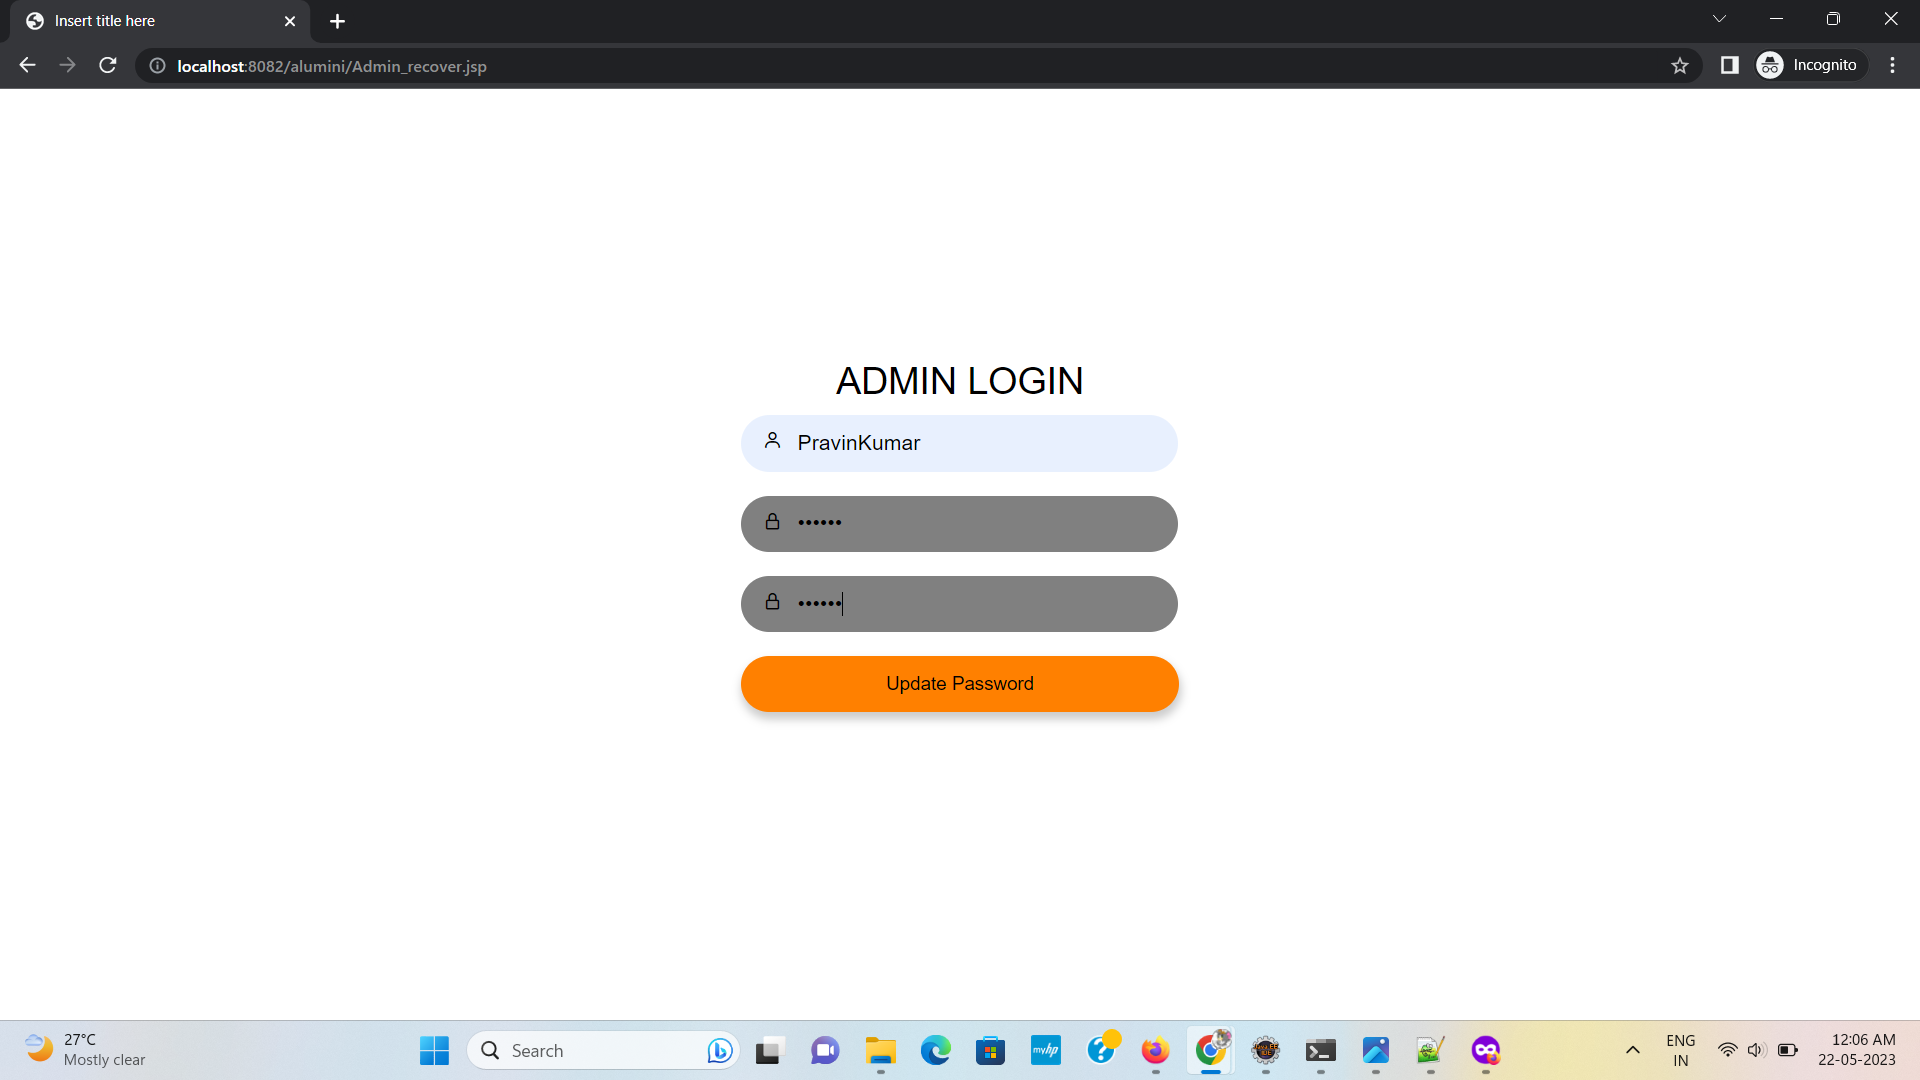 Insert title here
localhost:8082/alumini/Admin_recover.jsp
Incognito
ADMIN LOGIN
PravinKumar
••••••
••••••
Update Password
27°C
Mostly clear
Search
myhp
ENG
IN
12:06 AM
22-05-2023